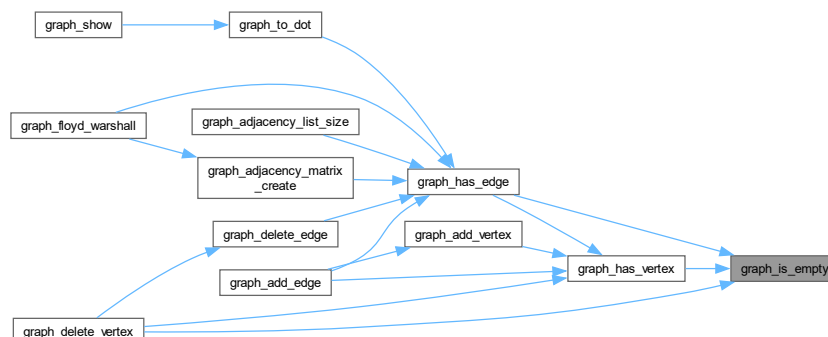 graph_show
graph_to_dot
graph_floyd_warshall
graph_adjacency_list_size
graph_adjacency_matrix
_create
graph_has_edge
graph_delete_edge
graph_add_vertex
graph_add_edge
graph_has_vertex
graph_is_empty
graph_delete_vertex